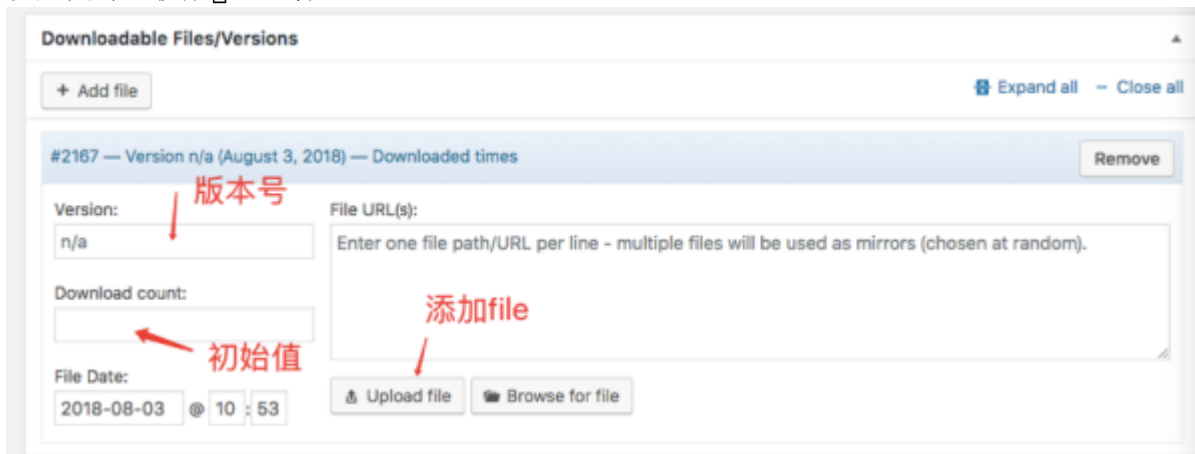 Downloadable Files/Versions
+ Add file
Expand all – Close all
#2167 — Version n/a (August 3, 2018) — Downloaded times
Remove
版本号
Version:
File URL(s):
n/a
Enter one file path/URL per line - multiple files will be used as mirrors (chosen at random).
Download count:
添加file
初始值
File Date:
2018-08-03 @ 10 : 53
Upload file
Browse for file